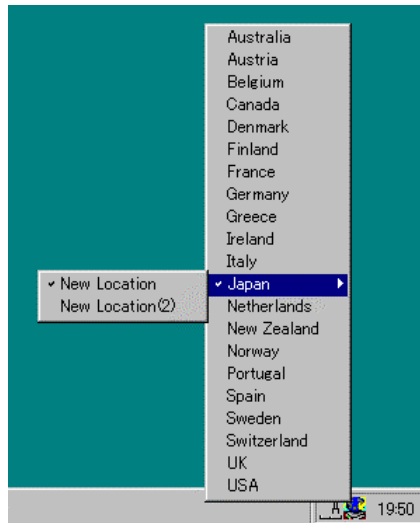 Australia
Austria
Belgium
Canada
Denmark
Finland
France
Germany
Greece
Ireland
Italy
Japan
Netherlands
New Zealand
Norway
Portugal
Spain
Sweden
Switzerland
UK
USA
New Location
New Location(2)
A
19:50